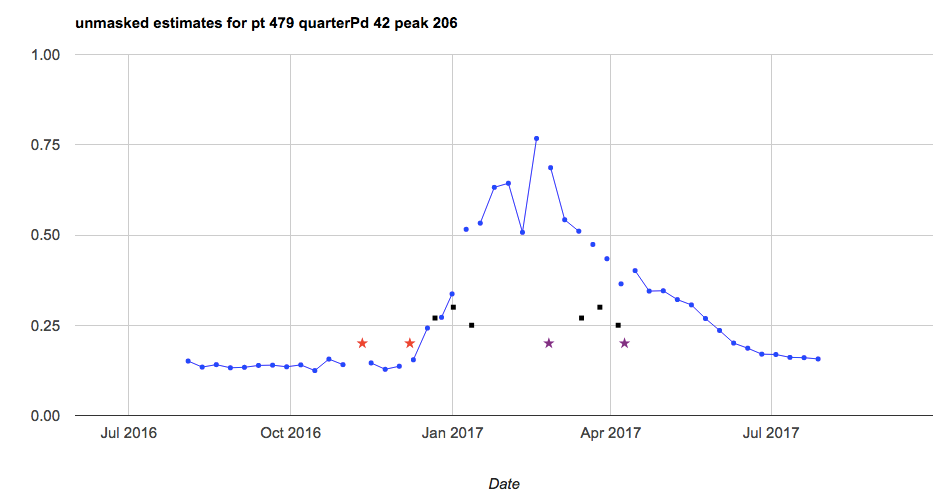 unmasked estimates for pt 479 quarterPd 42 peak 206
1.00
0.75
0.50
0.25
0.00
Jul 2016 Oct 2016 Jan 2017 Apr 2017 Jul 2017
Date